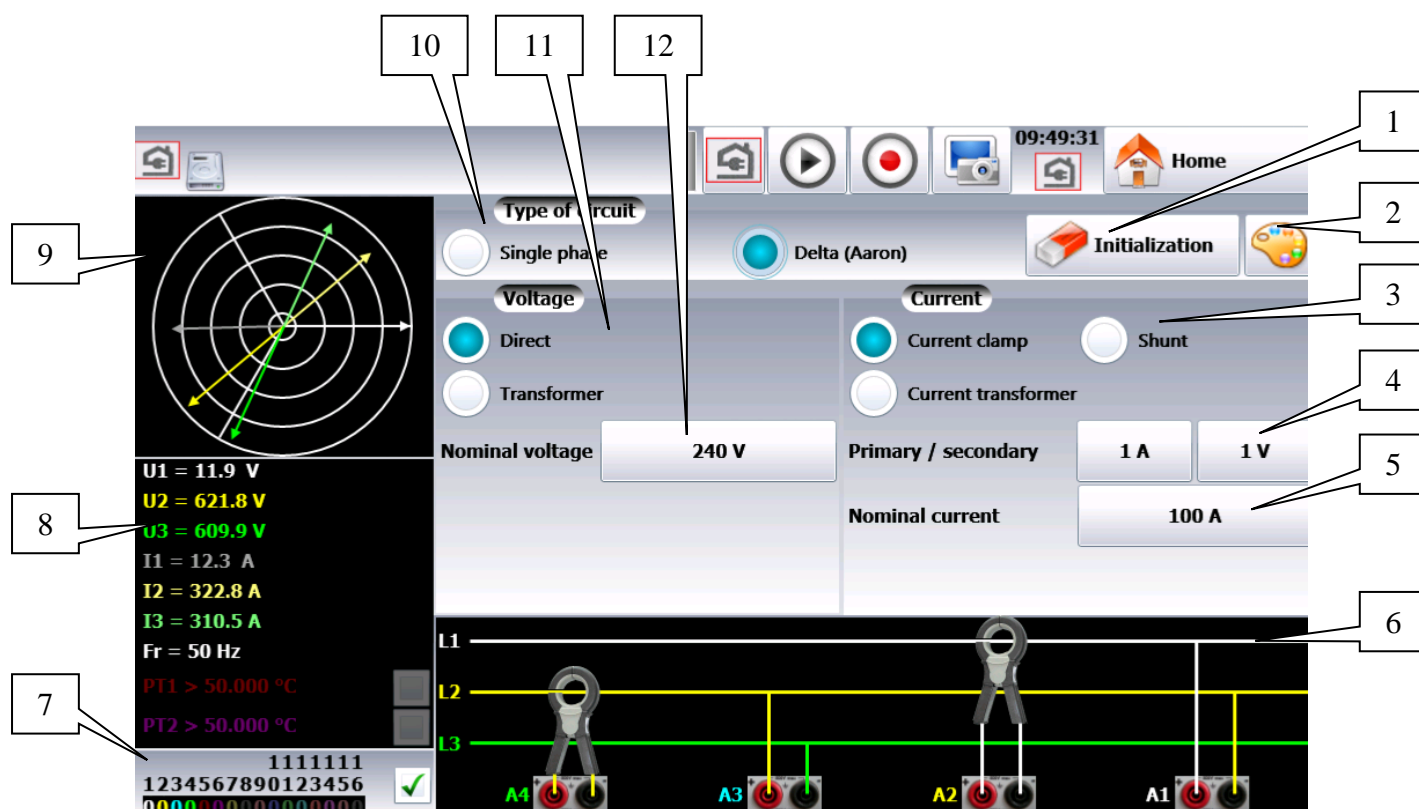 10 11 12
1
09:49:31
Home
Type of circuit
2
Single phase Delta (Aaron) Initialization
9
Voltage Current
3
Direct Current clamp Shunt
Transformer Current transformer
4
Nominal voltage 240 V Primary / secondary 1 A 1 V
U1 = 11.9 V
5
U2 = 621.8 V
8
U3 = 609.9 V
Nominal current 100 A
I1 = 12.3 A
I2 = 322.8 A
I3 = 310.5 A
6
L1
Fr = 50 Hz
PT1 > 50.000 °C
L2
7
PT2 > 50.000 °C
L3
1111111
1234567890123456
A4 A3 A2 A1